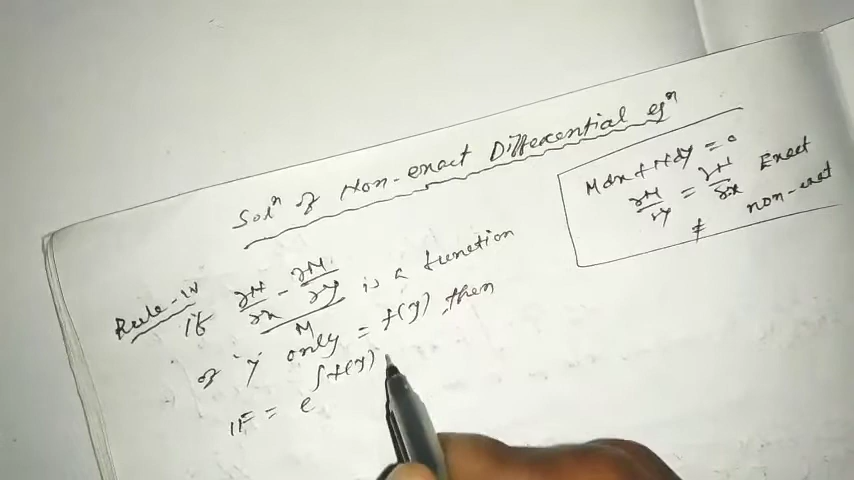 Solⁿ of Non-exact Differential eqⁿ
Mdx + Ndy = 0
∂M/∂y = ∂N/∂x Exact
≠ non-exact
Rule-IV If (∂N/∂x - ∂M/∂y)/M is a function
of 'y' only = f(y), then
IF = e^∫f(y)